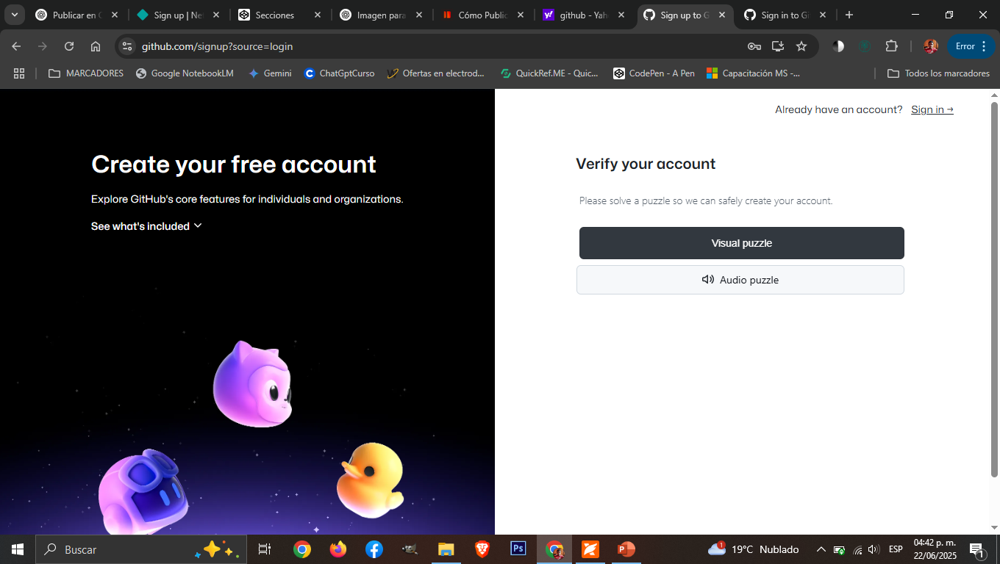 Publicar en G
Sign up | Net
Secciones
Imagen para
Cómo Public
github - Yah
Sign up to G
Sign in to Gi
github.com/signup?source=login
Error
MARCADORES
Google NotebookLM
Gemini
ChatGptCurso
Ofertas en electrod...
QuickRef.ME - Quic...
CodePen - A Pen
Capacitación MS -...
Todos los marcadores
Already have an account? Sign in →
Create your free account
Explore GitHub's core features for individuals and organizations.
See what's included
Verify your account
Please solve a puzzle so we can safely create your account.
Visual puzzle
Audio puzzle
Buscar
Ps
1
19°C Nublado
ESP
04:42 p. m.
22/06/2025
1